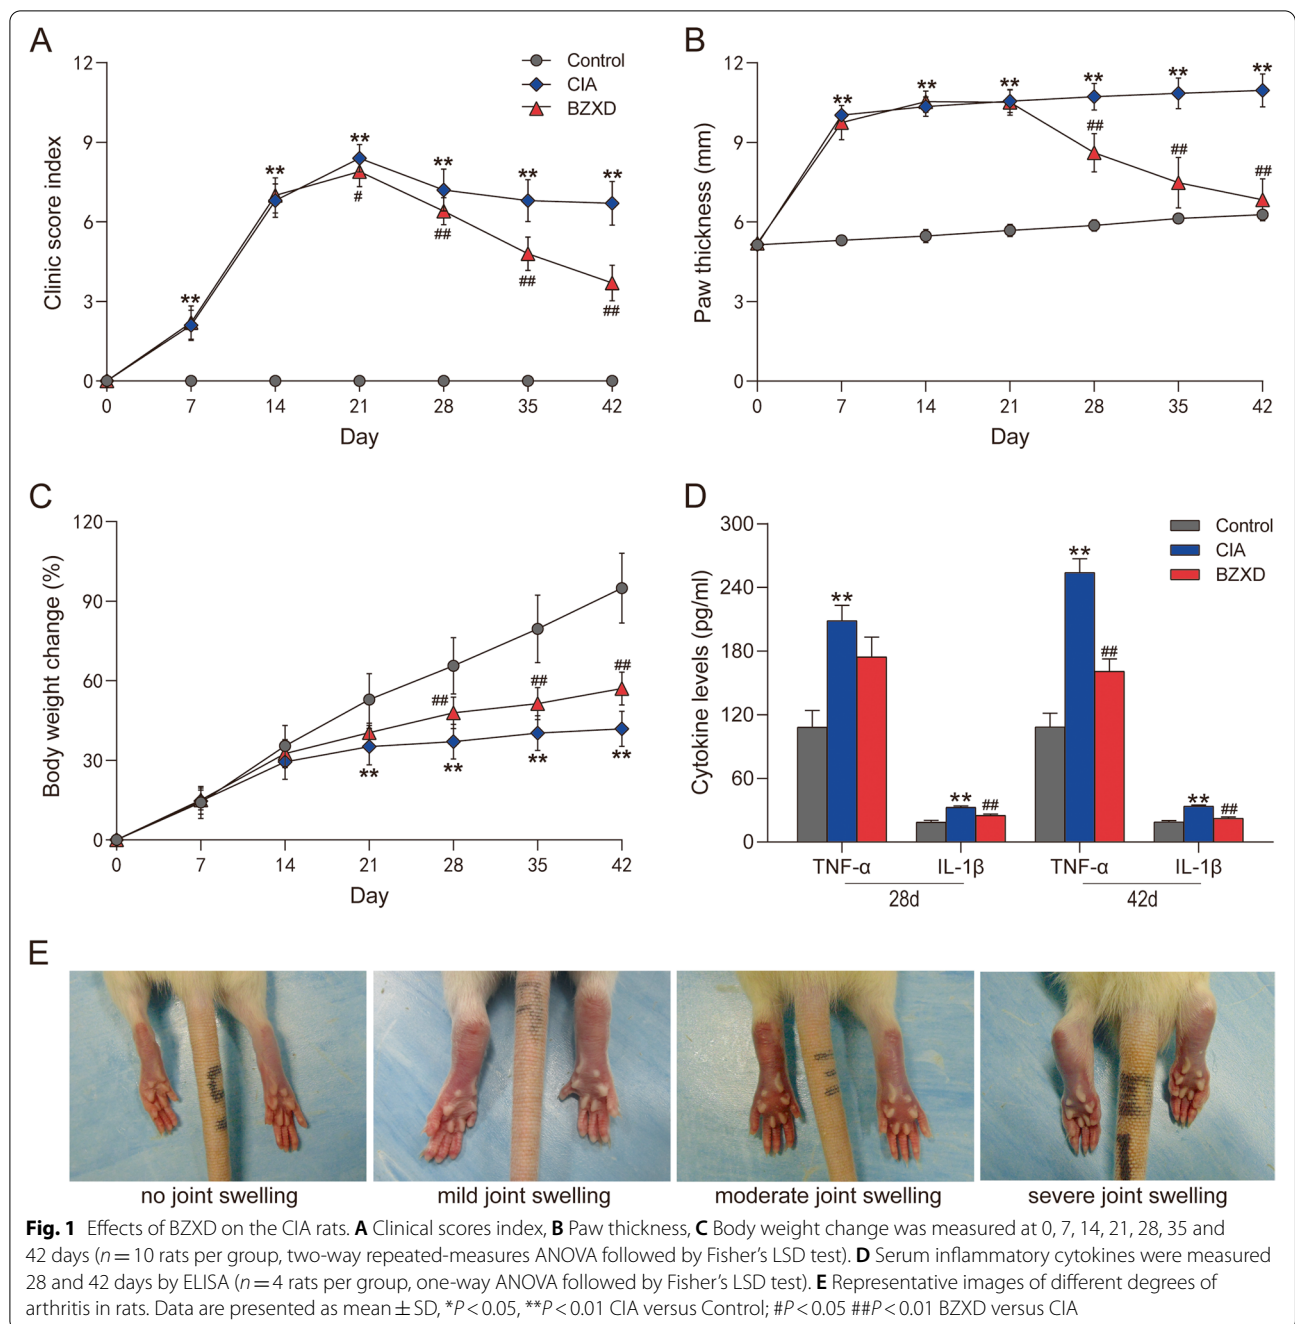 A
12
9
6
3
0
Clinic score index
Control
CIA
BZXD
**
**
**
**
**
**
#
##
##
##
0 7 14 21 28 35 42
Day
B
12
9
6
3
0
Paw thickness (mm)
**
**
**
**
**
**
##
##
##
0 7 14 21 28 35 42
Day
C
120
90
60
30
0
Body weight change (%)
##
##
##
**
**
**
**
0 7 14 21 28 35 42
Day
D
300
240
180
120
60
0
Cytokine levels (pg/ml)
Control
CIA
BZXD
**
**
##
**
##
**
##
TNF-α IL-1β TNF-α IL-1β
28d 42d
E
no joint swelling mild joint swelling moderate joint swelling severe joint swelling
Fig. 1 Effects of BZXD on the CIA rats. A Clinical scores index, B Paw thickness, C Body weight change was measured at 0, 7, 14, 21, 28, 35 and
42 days (n = 10 rats per group, two-way repeated-measures ANOVA followed by Fisher's LSD test). D Serum inflammatory cytokines were measured
28 and 42 days by ELISA (n = 4 rats per group, one-way ANOVA followed by Fisher's LSD test). E Representative images of different degrees of
arthritis in rats. Data are presented as mean ± SD, *P < 0.05, **P < 0.01 CIA versus Control; #P < 0.05 ##P < 0.01 BZXD versus CIA